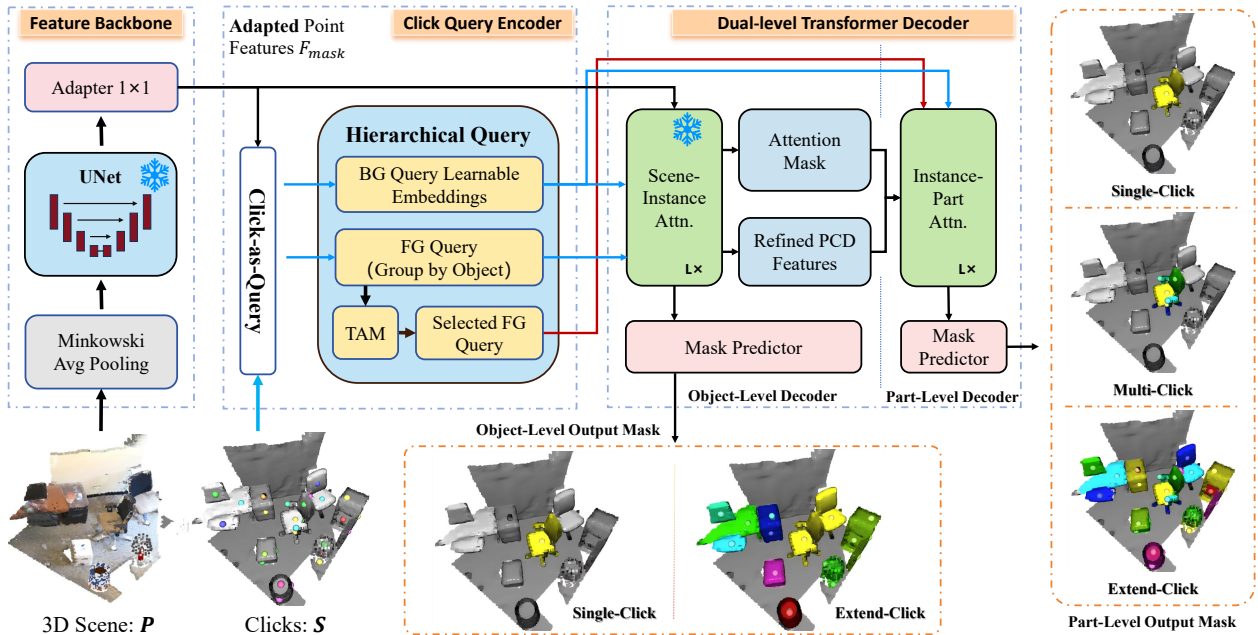 Feature Backbone
Click Query Encoder
Dual-level Transformer Decoder
Adapted Point
Features F_mask
Adapter 1×1
UNet
Minkowski
Avg Pooling
3D Scene: P
Click-as-Query
Clicks: S
Hierarchical Query
BG Query Learnable
Embeddings
FG Query
(Group by Object)
TAM
Selected FG
Query
Scene-
Instance
Attn.
L×
Attention
Mask
Refined PCD
Features
Instance-
Part
Attn.
L×
Mask Predictor
Mask
Predictor
Object-Level Decoder
Part-Level Decoder
Object-Level Output Mask
Single-Click
Extend-Click
Single-Click
Multi-Click
Extend-Click
Part-Level Output Mask